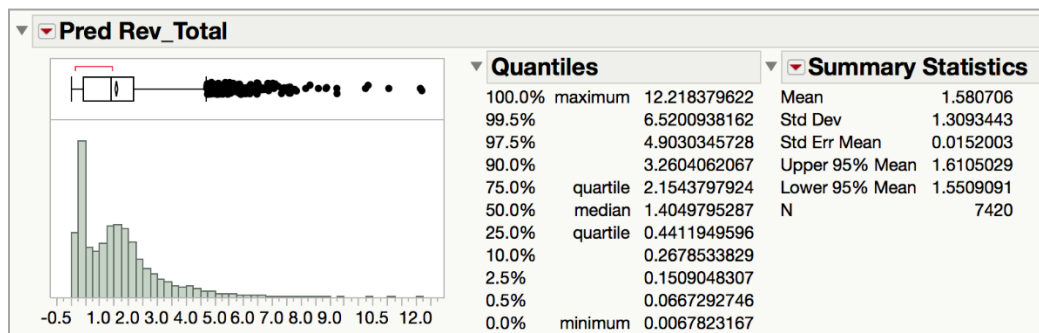 Pred Rev_Total
-0.5 1.0 2.0 3.0 4.0 5.0 6.0 7.0 8.0 9.0 10.5 12.0
Quantiles
100.0% maximum 12.218379622
99.5% 6.5200938162
97.5% 4.9030345728
90.0% 3.2604062067
75.0% quartile 2.1543797924
50.0% median 1.4049795287
25.0% quartile 0.4411949596
10.0% 0.2678533829
2.5% 0.1509048307
0.5% 0.0667292746
0.0% minimum 0.0067823167
Summary Statistics
Mean 1.580706
Std Dev 1.3093443
Std Err Mean 0.0152003
Upper 95% Mean 1.6105029
Lower 95% Mean 1.5509091
N 7420